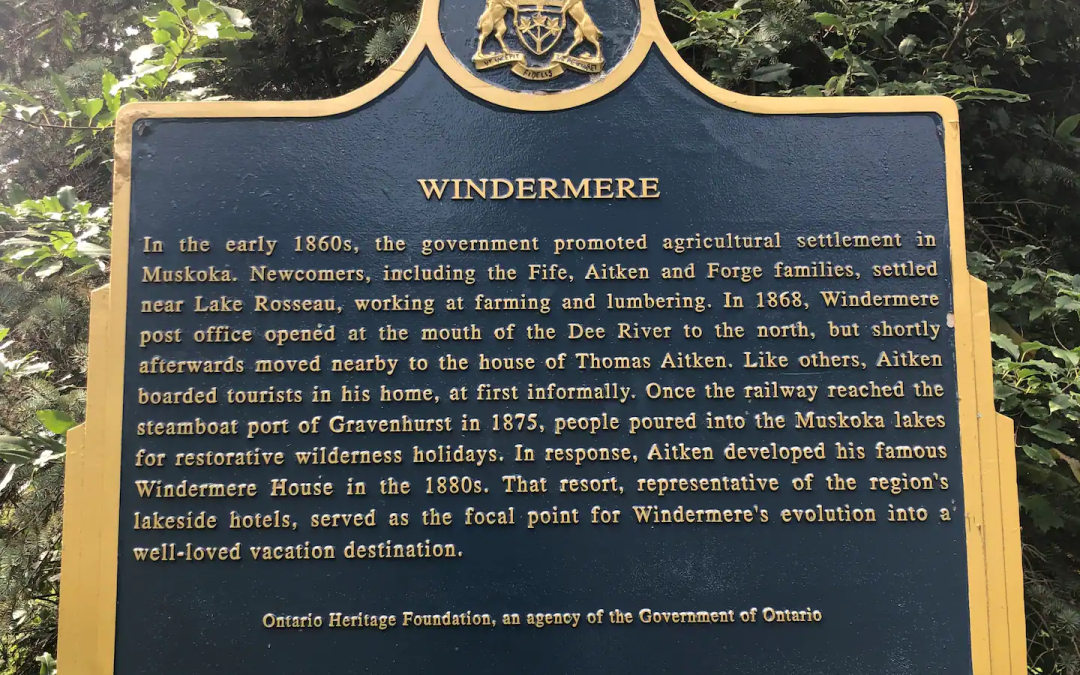 FIDELIS
WINDERMERE
In the early 1860s, the government promoted agricultural settlement in
Muskoka. Newcomers, including the Fife, Aitken and Forge families, settled
near Lake Rosseau, working at farming and lumbering. In 1868, Windermere
post office opened at the mouth of the Dee River to the north, but shortly
afterwards moved nearby to the house of Thomas Aitken. Like others, Aitken
boarded tourists in his home, at first informally. Once the railway reached the
steamboat port of Gravenhurst in 1875, people poured into the Muskoka lakes
for restorative wilderness holidays. In response, Aitken developed his famous
Windermere House in the 1880s. That resort, representative of the region's
lakeside hotels, served as the focal point for Windermere's evolution into a
well-loved vacation destination.
Ontario Heritage Foundation, an agency of the Government of Ontario